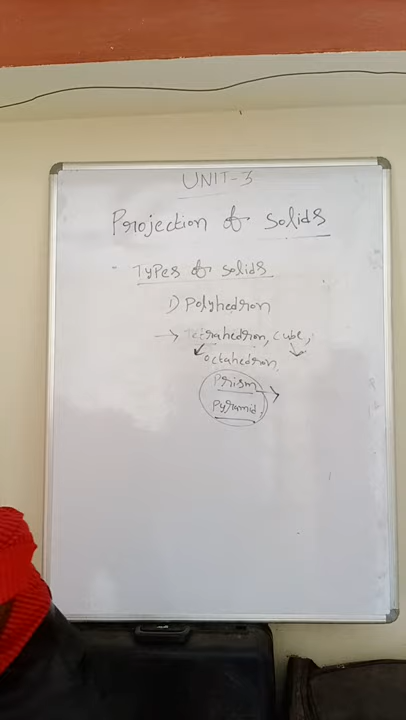 UNIT-3
Projection of solids
- Types of solids
1) Polyhedron
→ Tetrahedron, cube,
octahedron
Prism →
Pyramid.